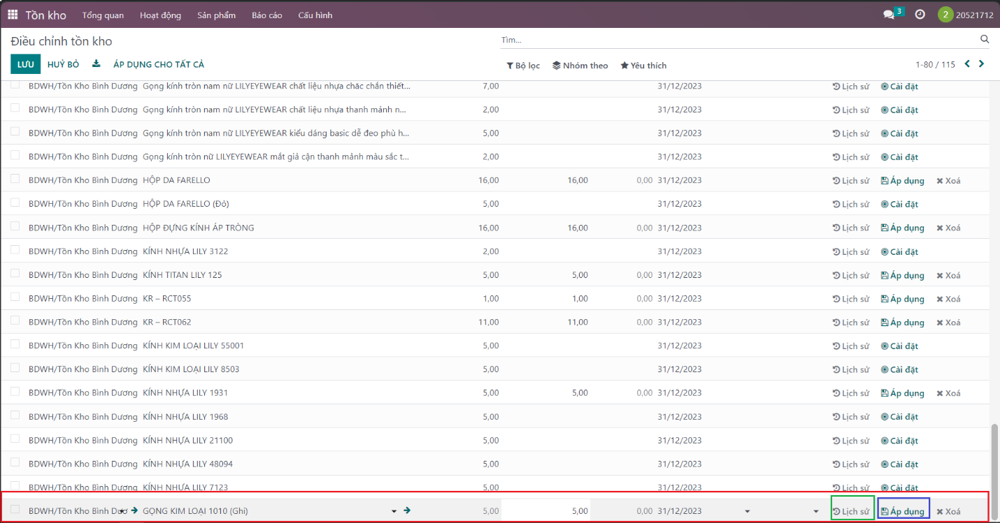 Tồn kho Tổng quan Hoạt động Sản phẩm Báo cáo Cấu hình 3 2 20521712
Điều chỉnh tồn kho Tìm...
LƯU HUỶ BỎ ÁP DỤNG CHO TẤT CẢ Bộ lọc Nhóm theo Yêu thích 1-80 / 115
BDWH/Tồn Kho Bình Dương Gọng kính tròn nam nữ LILYEYEWEAR chất liệu nhựa chắc chắn thiết... 7,00 31/12/2023 Lịch sử Cài đặt
BDWH/Tồn Kho Bình Dương Gọng kính tròn nam nữ LILYEYEWEAR chất liệu nhựa thanh mảnh n... 2,00 31/12/2023 Lịch sử Cài đặt
BDWH/Tồn Kho Bình Dương Gọng kính tròn nam nữ LILYEYEWEAR kiểu dáng basic dễ đeo phù h... 5,00 31/12/2023 Lịch sử Cài đặt
BDWH/Tồn Kho Bình Dương Gọng kính tròn nữ LILYEYEWEAR mắt giả cận thanh mảnh màu sắc t... 2,00 31/12/2023 Lịch sử Cài đặt
BDWH/Tồn Kho Bình Dương HỘP DA FARELLO 16,00 16,00 0,00 31/12/2023 Lịch sử Áp dụng Xoá
BDWH/Tồn Kho Bình Dương HỘP DA FARELLO (Đỏ) 5,00 31/12/2023 Lịch sử Cài đặt
BDWH/Tồn Kho Bình Dương HỘP ĐỰNG KÍNH ÁP TRÒNG 16,00 16,00 0,00 31/12/2023 Lịch sử Áp dụng Xoá
BDWH/Tồn Kho Bình Dương KÍNH NHỰA LILY 3122 2,00 31/12/2023 Lịch sử Cài đặt
BDWH/Tồn Kho Bình Dương KÍNH TITAN LILY 125 5,00 5,00 0,00 31/12/2023 Lịch sử Áp dụng Xoá
BDWH/Tồn Kho Bình Dương KR – RCT055 1,00 1,00 0,00 31/12/2023 Lịch sử Áp dụng Xoá
BDWH/Tồn Kho Bình Dương KR – RCT062 11,00 11,00 0,00 31/12/2023 Lịch sử Áp dụng Xoá
BDWH/Tồn Kho Bình Dương KÍNH KIM LOẠI LILY 55001 5,00 31/12/2023 Lịch sử Cài đặt
BDWH/Tồn Kho Bình Dương KÍNH KIM LOẠI LILY 8503 5,00 31/12/2023 Lịch sử Cài đặt
BDWH/Tồn Kho Bình Dương KÍNH NHỰA LILY 1931 5,00 5,00 0,00 31/12/2023 Lịch sử Áp dụng Xoá
BDWH/Tồn Kho Bình Dương KÍNH NHỰA LILY 1968 5,00 31/12/2023 Lịch sử Cài đặt
BDWH/Tồn Kho Bình Dương KÍNH NHỰA LILY 21100 5,00 31/12/2023 Lịch sử Cài đặt
BDWH/Tồn Kho Bình Dương KÍNH NHỰA LILY 48094 5,00 31/12/2023 Lịch sử Cài đặt
BDWH/Tồn Kho Bình Dương KÍNH NHỰA LILY 7123 5,00 31/12/2023 Lịch sử Cài đặt
BDWH/Tồn Kho Bình Dươ GỌNG KIM LOẠI 1010 (Ghi) 5,00 5,00 0,00 31/12/2023 Lịch sử Áp dụng Xoá